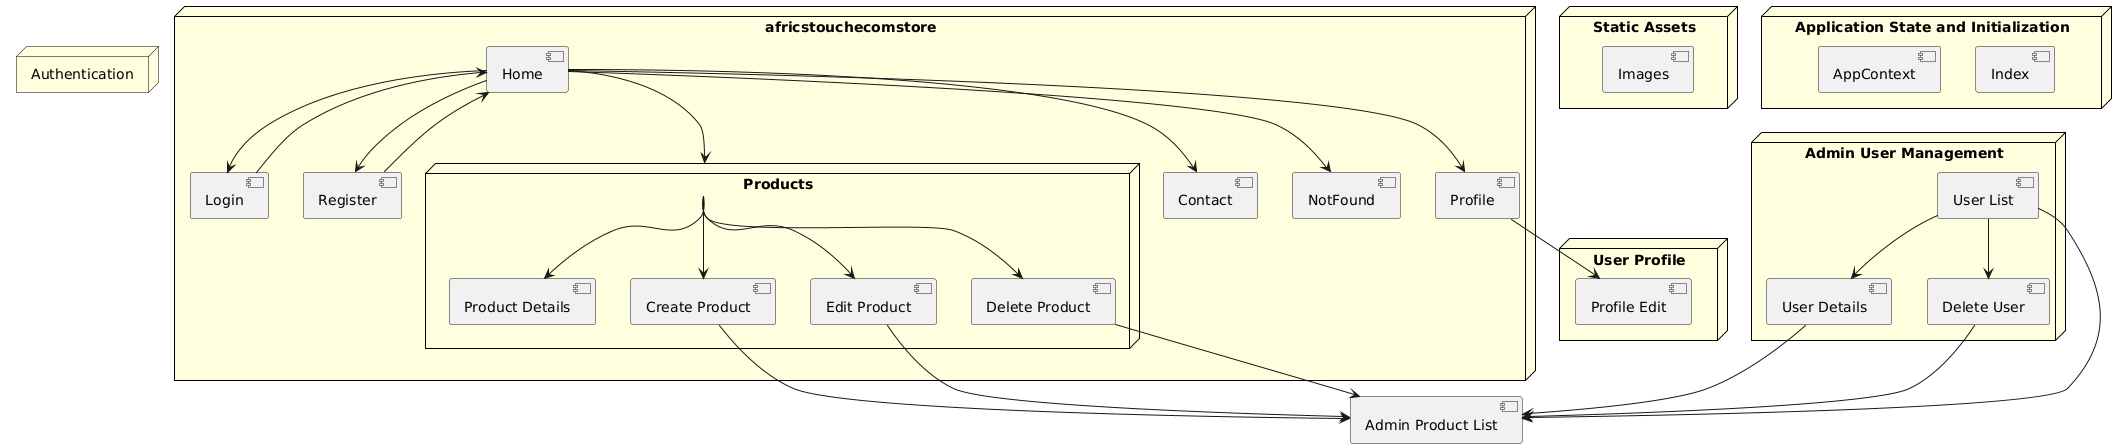 africstouchecomstore
Static Assets
Application State and Initialization
Authentication
Home
Images
AppContext
Index
Admin User Management
Products
Login
Register
Contact
NotFound
Profile
User List
User Profile
Product Details
Create Product
Edit Product
Delete Product
Profile Edit
User Details
Delete User
Admin Product List